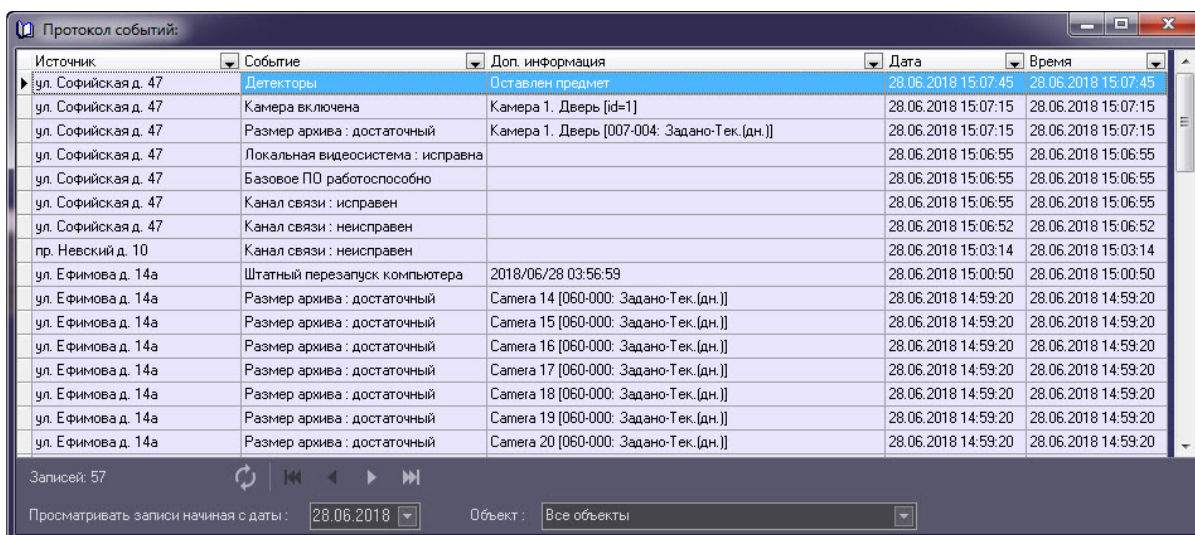 Протокол событий:
Источник Событие Доп. информация Дата Время
ул. Софийская д. 47 Детекторы Оставлен предмет 28.06.2018 15:07:45 28.06.2018 15:07:45
ул. Софийская д. 47 Камера включена Камера 1. Дверь [id=1] 28.06.2018 15:07:15 28.06.2018 15:07:15
ул. Софийская д. 47 Размер архива : достаточный Камера 1. Дверь [007-004: Задано-Тек.(дн.)] 28.06.2018 15:07:15 28.06.2018 15:07:15
ул. Софийская д. 47 Локальная видеосистема : исправна 28.06.2018 15:06:55 28.06.2018 15:06:55
ул. Софийская д. 47 Базовое ПО работоспособно 28.06.2018 15:06:55 28.06.2018 15:06:55
ул. Софийская д. 47 Канал связи : исправен 28.06.2018 15:06:55 28.06.2018 15:06:55
ул. Софийская д. 47 Канал связи : неисправен 28.06.2018 15:06:52 28.06.2018 15:06:52
пр. Невский д. 10 Канал связи : неисправен 28.06.2018 15:03:14 28.06.2018 15:03:14
ул. Ефимова д. 14а Штатный перезапуск компьютера 2018/06/28 03:56:59 28.06.2018 15:00:50 28.06.2018 15:00:50
ул. Ефимова д. 14а Размер архива : достаточный Camera 14 [060-000: Задано-Тек.(дн.)] 28.06.2018 14:59:20 28.06.2018 14:59:20
ул. Ефимова д. 14а Размер архива : достаточный Camera 15 [060-000: Задано-Тек.(дн.)] 28.06.2018 14:59:20 28.06.2018 14:59:20
ул. Ефимова д. 14а Размер архива : достаточный Camera 16 [060-000: Задано-Тек.(дн.)] 28.06.2018 14:59:20 28.06.2018 14:59:20
ул. Ефимова д. 14а Размер архива : достаточный Camera 17 [060-000: Задано-Тек.(дн.)] 28.06.2018 14:59:20 28.06.2018 14:59:20
ул. Ефимова д. 14а Размер архива : достаточный Camera 18 [060-000: Задано-Тек.(дн.)] 28.06.2018 14:59:20 28.06.2018 14:59:20
ул. Ефимова д. 14а Размер архива : достаточный Camera 19 [060-000: Задано-Тек.(дн.)] 28.06.2018 14:59:20 28.06.2018 14:59:20
ул. Ефимова д. 14а Размер архива : достаточный Camera 20 [060-000: Задано-Тек.(дн.)] 28.06.2018 14:59:20 28.06.2018 14:59:20
Записей: 57
Просматривать записи начиная с даты : 28.06.2018 Объект : Все объекты